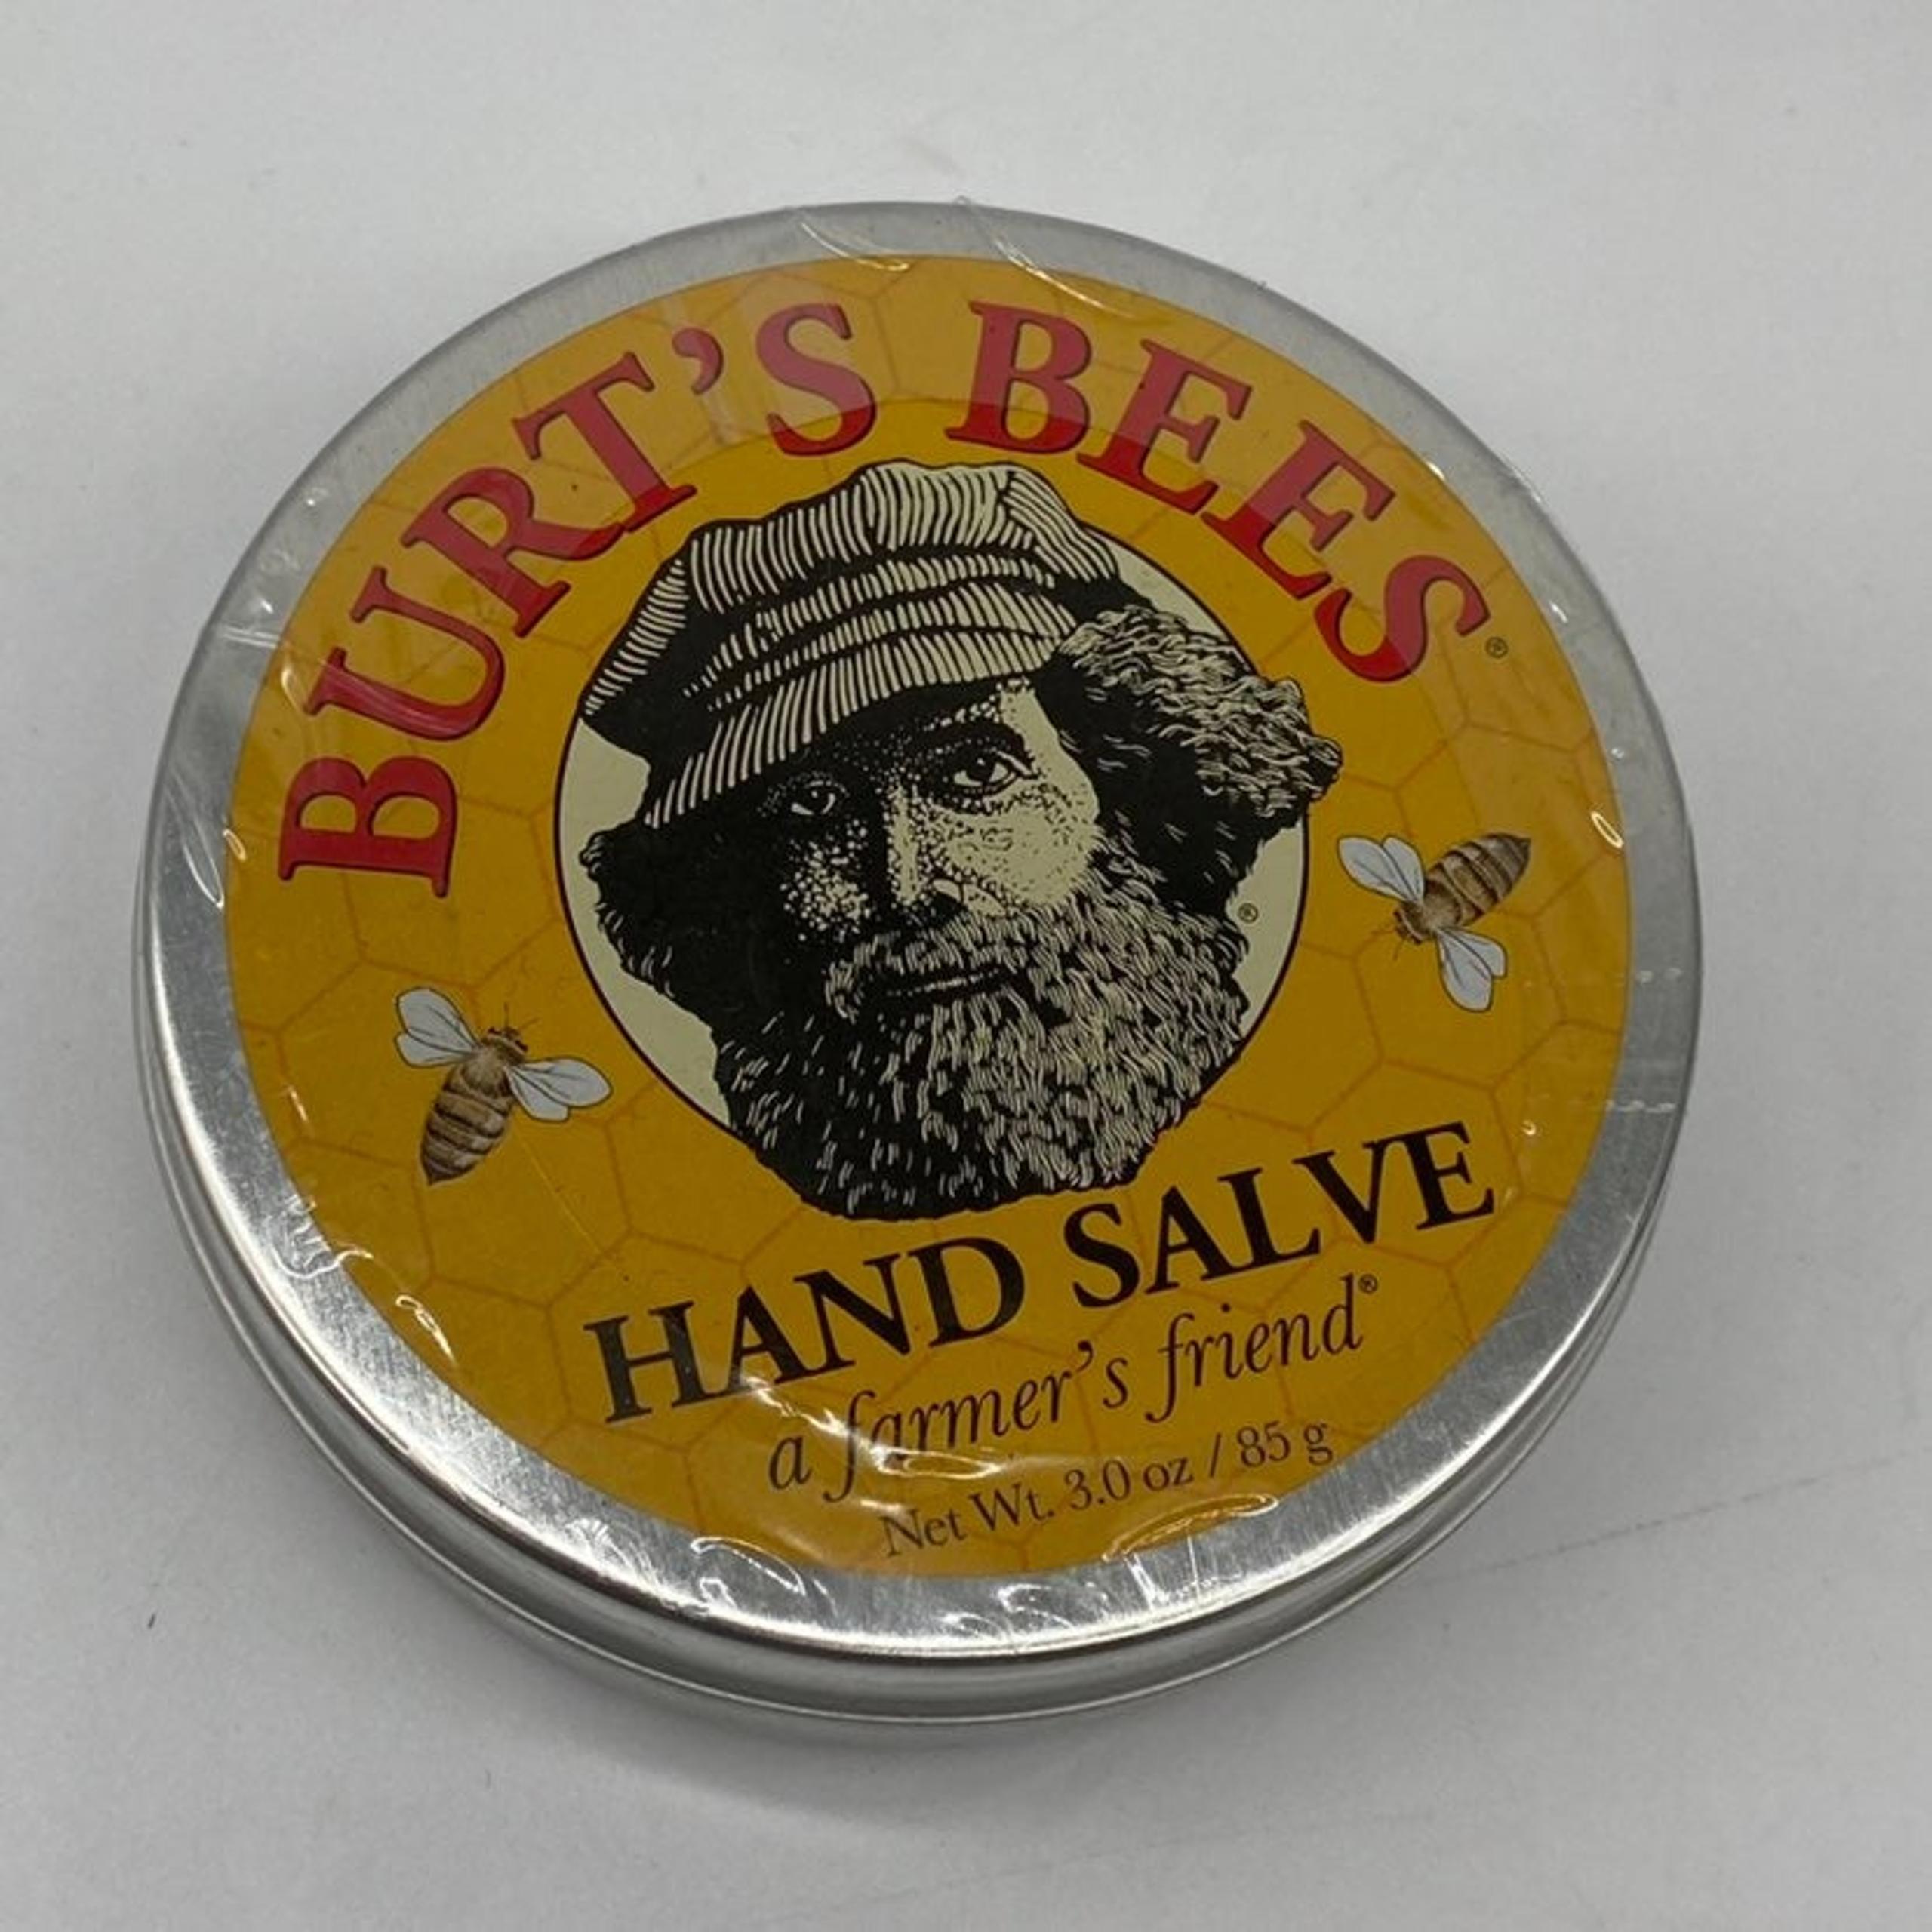 BURT'S BEES®
®
HAND SALVE
a farmer's friend®
Net Wt. 3.0 oz / 85 g